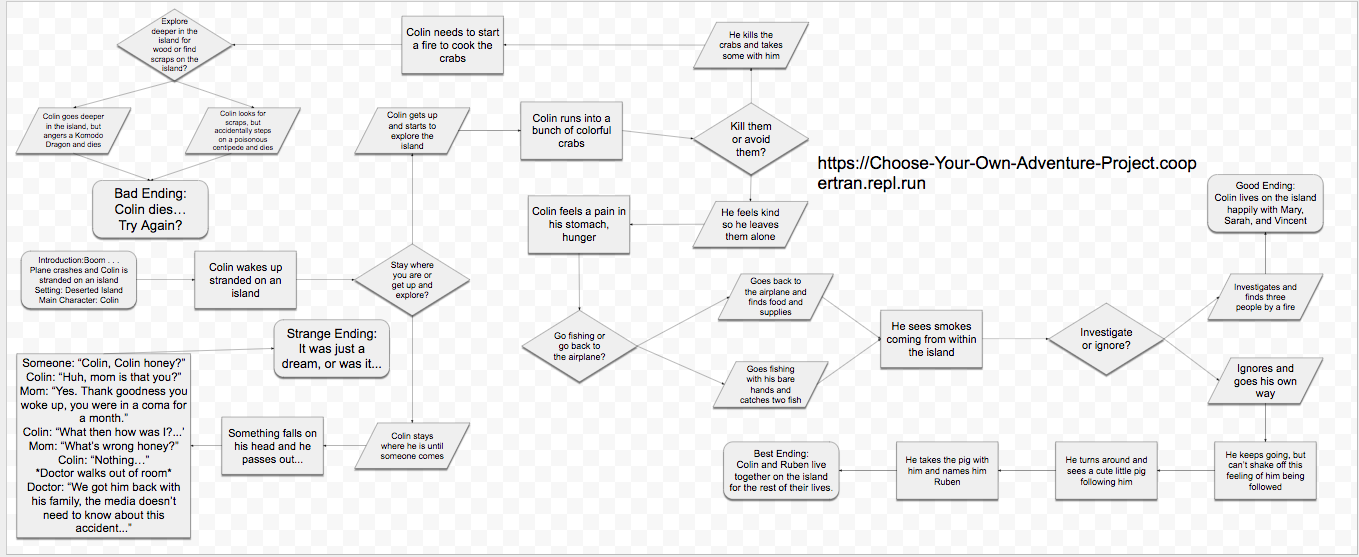 Explore
deeper in the
island for
wood or find
scraps on the
island?
Colin needs to start
a fire to cook the
crabs
He kills the
crabs and takes
some with him
Colin goes deeper
in the island, but
angers a Komodo
Dragon and dies
Colin looks for
scraps, but
accidentally steps
on a poisonous
centipede and dies
Colin gets up
and starts to
explore the
island
Colin runs into a
bunch of colorful
crabs
Kill them
or avoid
them?
https://Choose-Your-Own-Adventure-Project.coop
ertran.repl.run
Bad Ending:
Colin dies…
Try Again?
Colin feels a pain in
his stomach,
hunger
He feels kind
so he leaves
them alone
Good Ending:
Colin lives on the island
happily with Mary,
Sarah, and Vincent
Introduction:Boom . . .
Plane crashes and Colin is
stranded on an island
Setting: Deserted Island
Main Character: Colin
Colin wakes up
stranded on an
island
Stay where
you are or
get up and
explore?
Goes back to
the airplane and
finds food and
supplies
Investigates and
finds three
people by a fire
Strange Ending:
It was just a
dream, or was it...
Go fishing or
go back to
the airplane?
He sees smokes
coming from within
the island
Investigate
or ignore?
Goes fishing
with his bare
hands and
catches two fish
Ignores and
goes his own
way
Someone: “Colin, Colin honey?”
Colin: “Huh, mom is that you?”
Mom: “Yes. Thank goodness you
woke up, you were in a coma for
a month.”
Colin: “What then how was I?...’
Mom: “What’s wrong honey?”
Colin: “Nothing…”
*Doctor walks out of room*
Doctor: “We got him back with
his family, the media doesn’t
need to know about this
accident...”
Something falls on
his head and he
passes out...
Colin stays
where he is until
someone comes
Best Ending:
Colin and Ruben live
together on the island
for the rest of their lives.
He takes the pig with
him and names him
Ruben
He turns around and
sees a cute little pig
following him
He keeps going, but
can’t shake off this
feeling of him being
followed